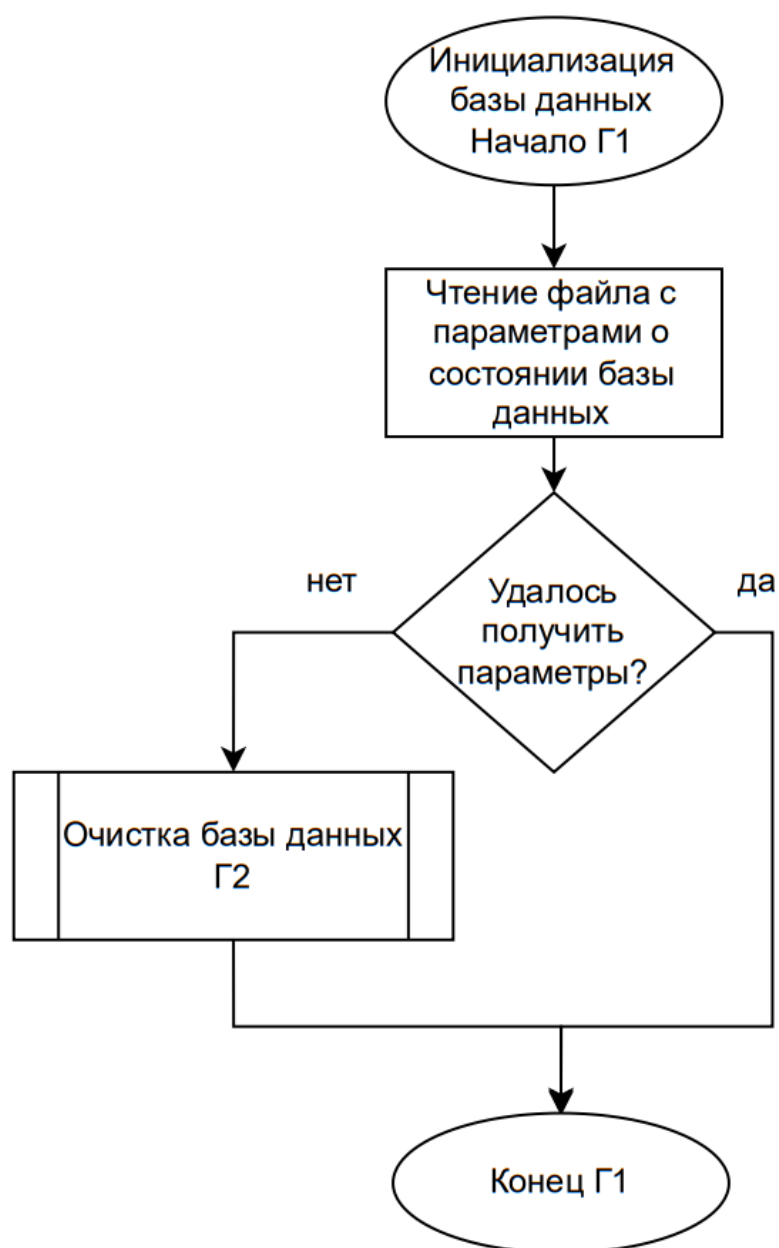 Инициализация
базы данных
Начало Г1
Чтение файла с
параметрами о
состоянии базы
данных
нет
да
Удалось
получить
параметры?
Очистка базы данных
Г2
Конец Г1